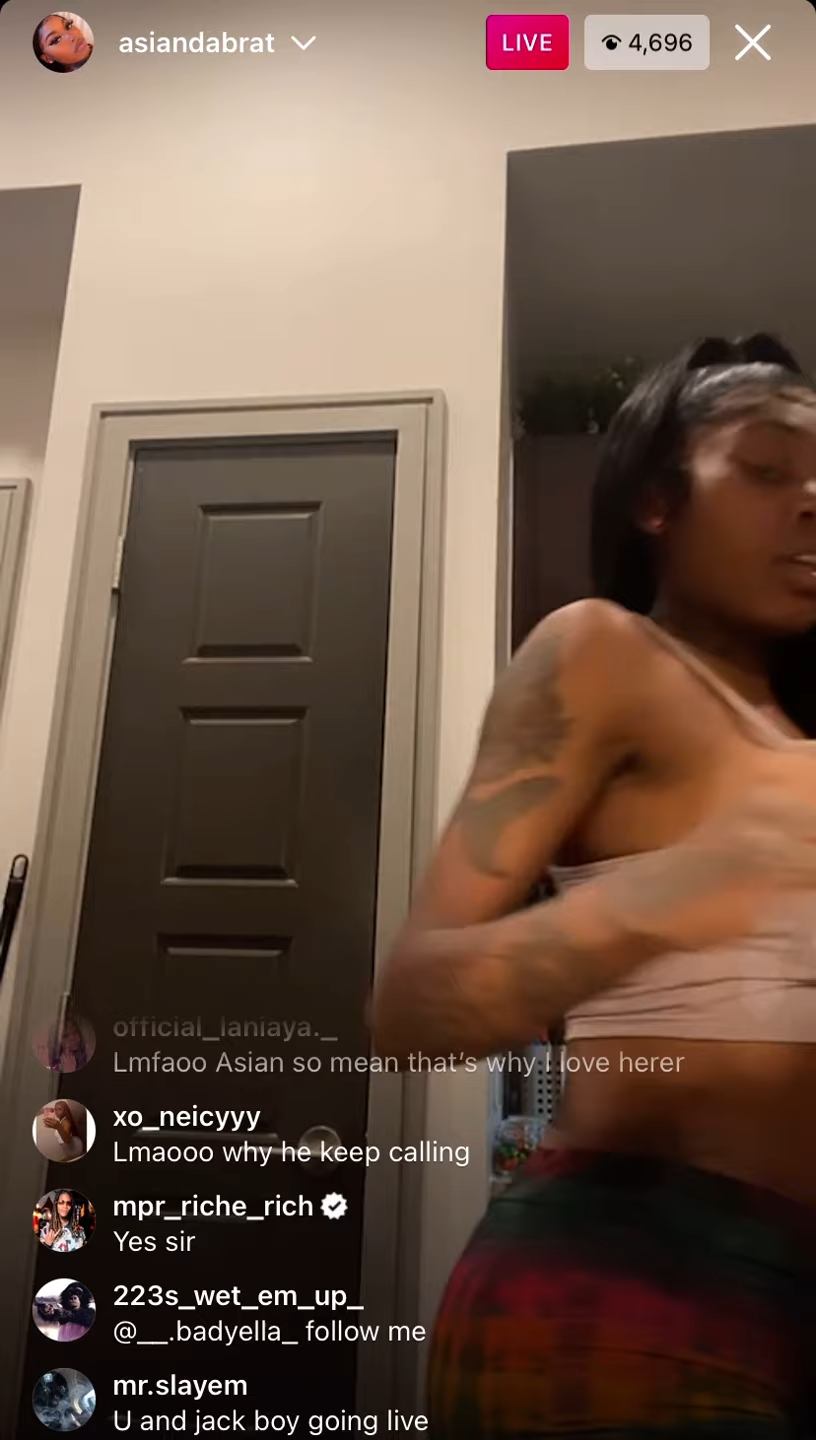 asiandabrat
LIVE
4,696
official_laniaya._
Lmfaoo Asian so mean that’s why I love herer
xo_neicyyy
Lmaooo why he keep calling
mpr_riche_rich
Yes sir
223s_wet_em_up_
@__.badyella_ follow me
mr.slayem
U and jack boy going live